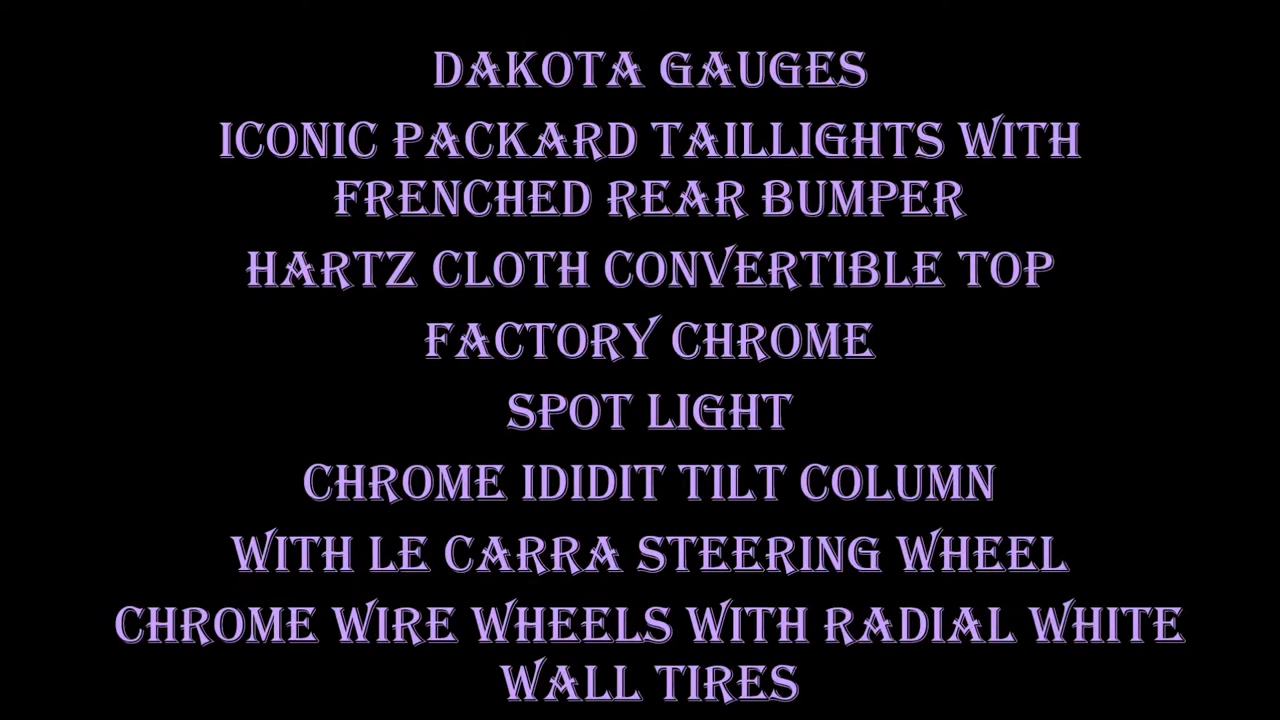 DAKOTA GAUGES
ICONIC PACKARD TAILLIGHTS WITH
FRENCHED REAR BUMPER
HARTZ CLOTH CONVERTIBLE TOP
FACTORY CHROME
SPOT LIGHT
CHROME IDIDIT TILT COLUMN
WITH LE CARRA STEERING WHEEL
CHROME WIRE WHEELS WITH RADIAL WHITE
WALL TIRES